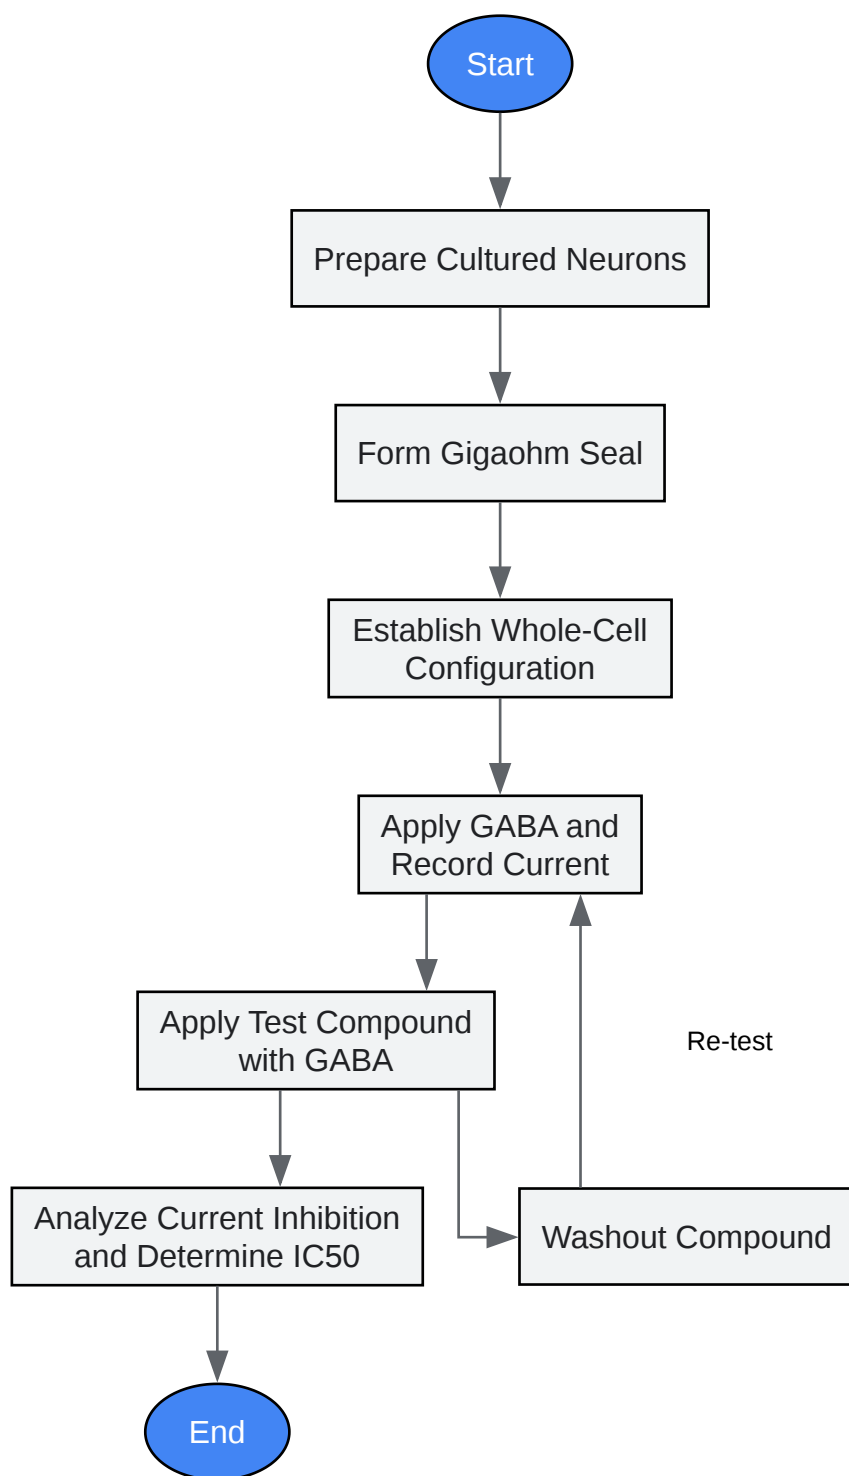 Start
Prepare Cultured Neurons
Form Gigaohm Seal
Establish Whole-Cell
Configuration
Apply GABA and
Record Current
Apply Test Compound
with GABA
Re-test
Analyze Current Inhibition
and Determine IC50
Washout Compound
End